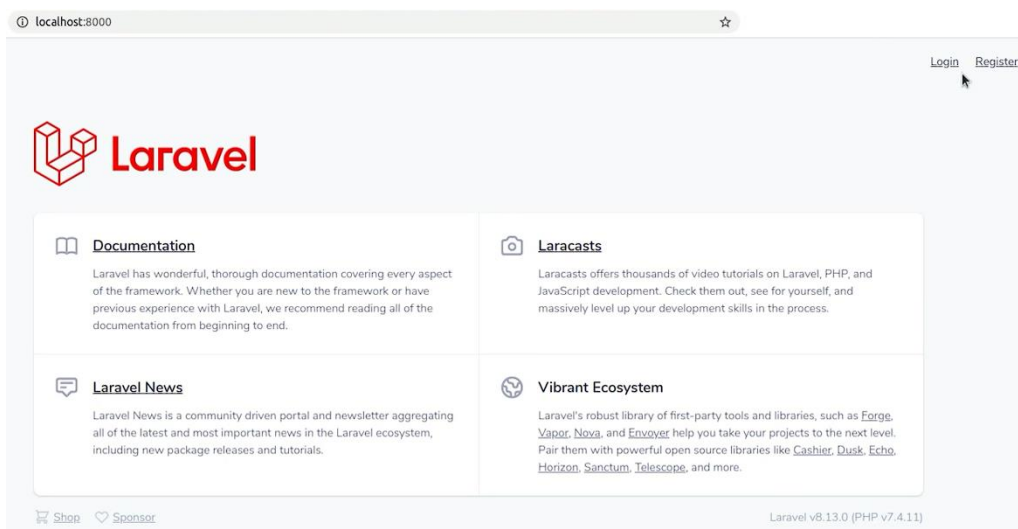 localhost:8000
Login Register
Laravel
Documentation
Laravel has wonderful, thorough documentation covering every aspect
of the framework. Whether you are new to the framework or have
previous experience with Laravel, we recommend reading all of the
documentation from beginning to end.
Laracasts
Laracasts offers thousands of video tutorials on Laravel, PHP, and
JavaScript development. Check them out, see for yourself, and
massively level up your development skills in the process.
Laravel News
Laravel News is a community driven portal and newsletter aggregating
all of the latest and most important news in the Laravel ecosystem,
including new package releases and tutorials.
Vibrant Ecosystem
Laravel's robust library of first-party tools and libraries, such as Forge,
Vapor, Nova, and Envoyer help you take your projects to the next level.
Pair them with powerful open source libraries like Cashier, Dusk, Echo,
Horizon, Sanctum, Telescope, and more.
Shop Sponsor
Laravel v8.13.0 (PHP v7.4.11)